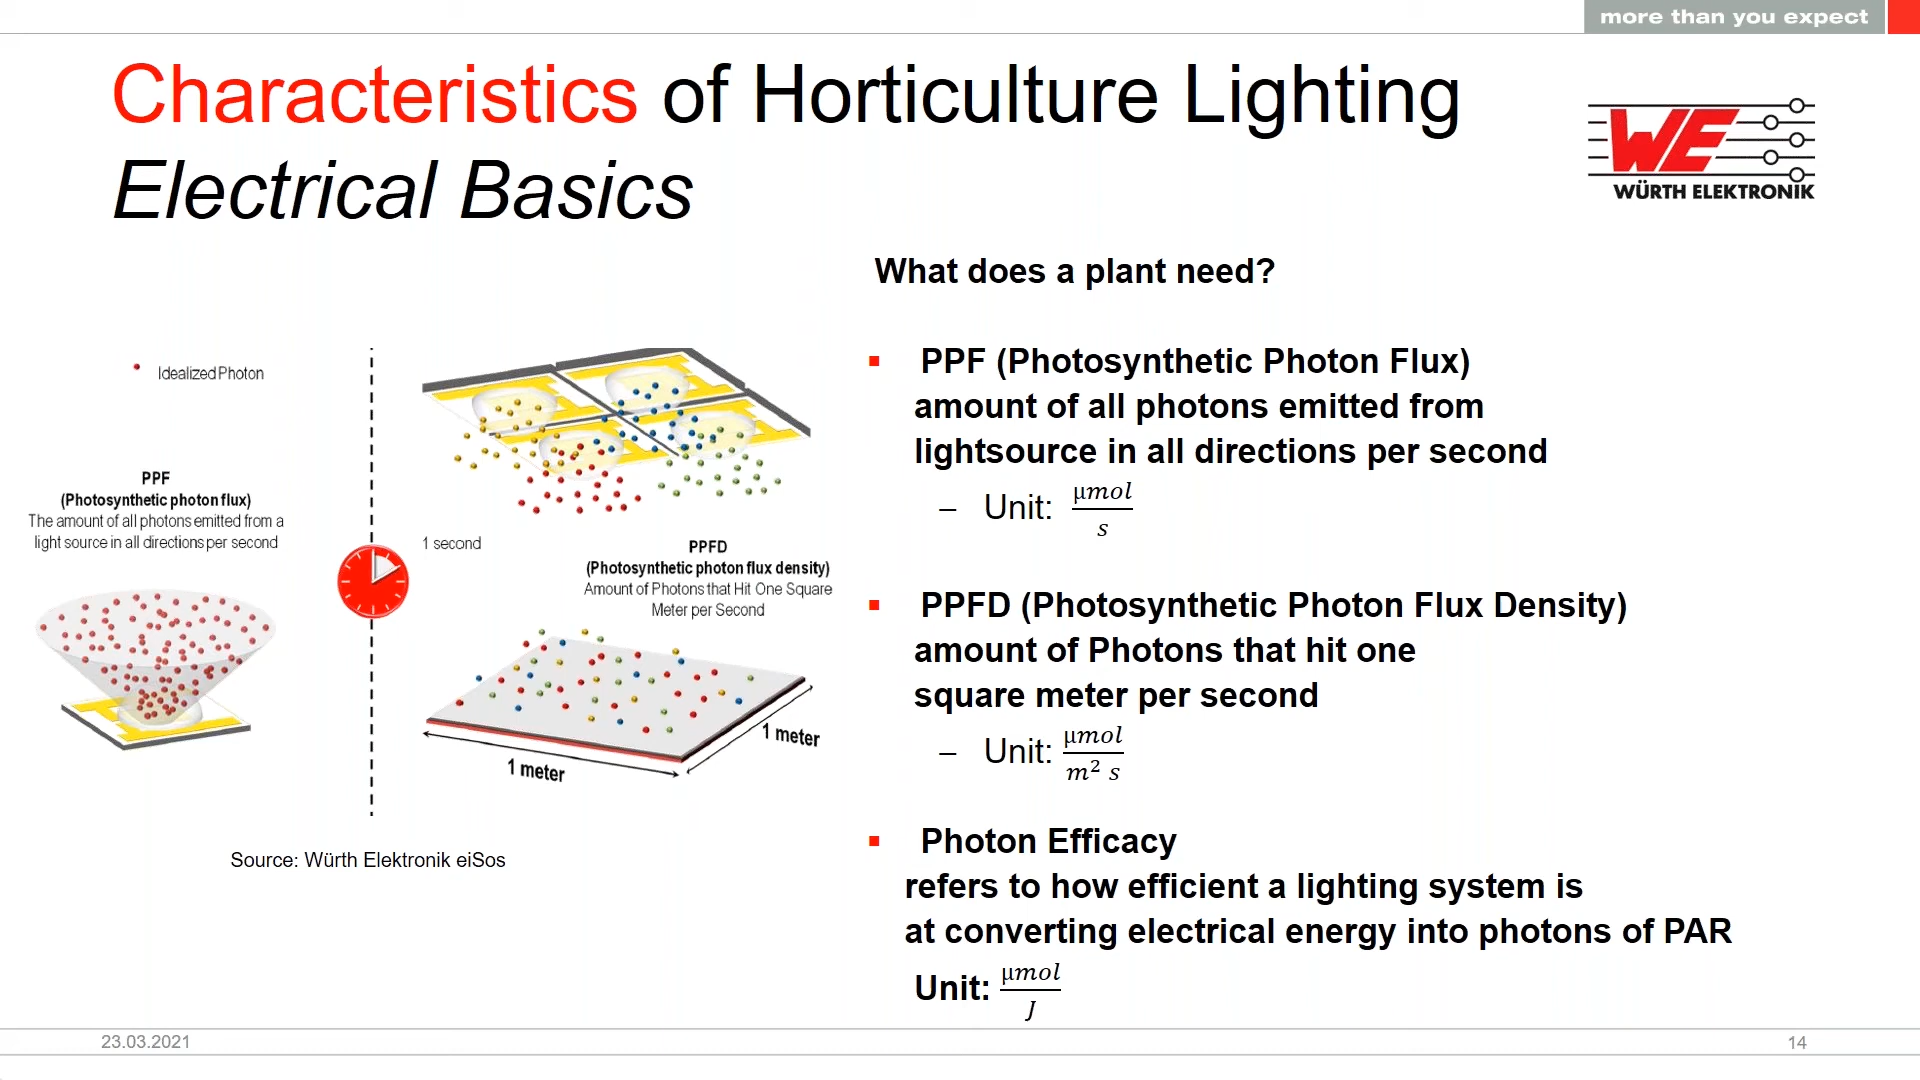 more than you expect
Characteristics of Horticulture Lighting
Electrical Basics
WE
WÜRTH ELEKTRONIK
Idealized Photon
PPF
(Photosynthetic photon flux)
The amount of all photons emitted from a
light source in all directions per second
1 second
PPFD
(Photosynthetic photon flux density)
Amount of Photons that Hit One Square
Meter per Second
1 meter
1 meter
Source: Würth Elektronik eiSos
What does a plant need?
▪ PPF (Photosynthetic Photon Flux)
amount of all photons emitted from
lightsource in all directions per second
– Unit: µmol/s
▪ PPFD (Photosynthetic Photon Flux Density)
amount of Photons that hit one
square meter per second
– Unit: µmol/m² s
▪ Photon Efficacy
refers to how efficient a lighting system is
at converting electrical energy into photons of PAR
Unit: µmol/J
23.03.2021
14